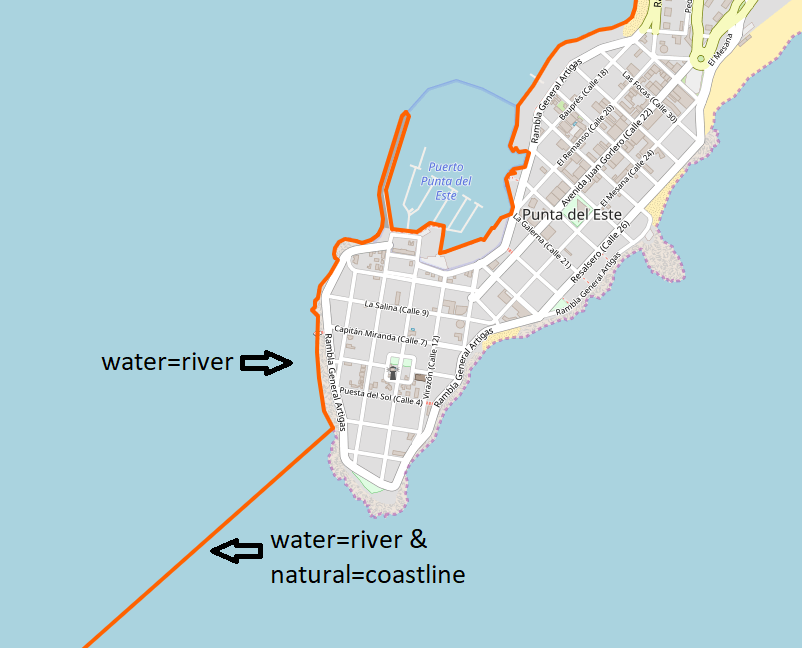 Rambla General Artigas
El Mesana
Bauprés (Calle 18)
Las Focas (Calle 30)
El Remanso (Calle 20)
Avenida Juan Gorlero (Calle 22)
El Mesana (Calle 24)
Puerto
Punta del
Este
Punta del Este
La Galerna (Calle 21)
Resalsero (Calle 26)
Rambla General Artigas
La Salina (Calle 9)
Capitán Miranda (Calle 7)
Rambla General Artigas
Virazón (Calle 12)
Rambla General Artigas
Puesta del Sol (Calle 4)
water=river
water=river &
natural=coastline